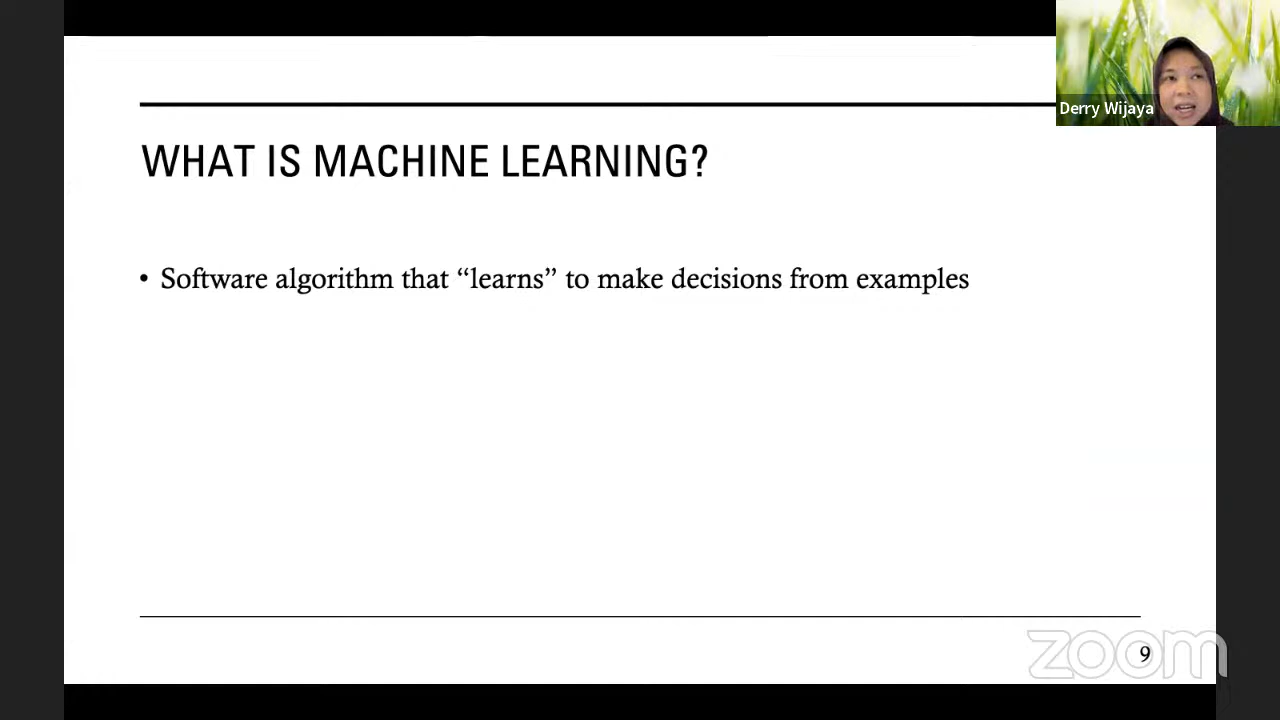 Derry Wijaya
WHAT IS MACHINE LEARNING?
• Software algorithm that “learns” to make decisions from examples
zoom
9